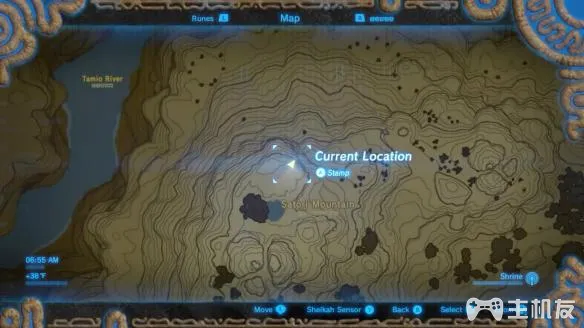 Runes L
Map
R
Tamio River
Current Location
A Stamp
Satori Mountain
06:55 AM
+38°F
Shrine
Move L
Sheikah Sensor Y
Back B
Select
主机友